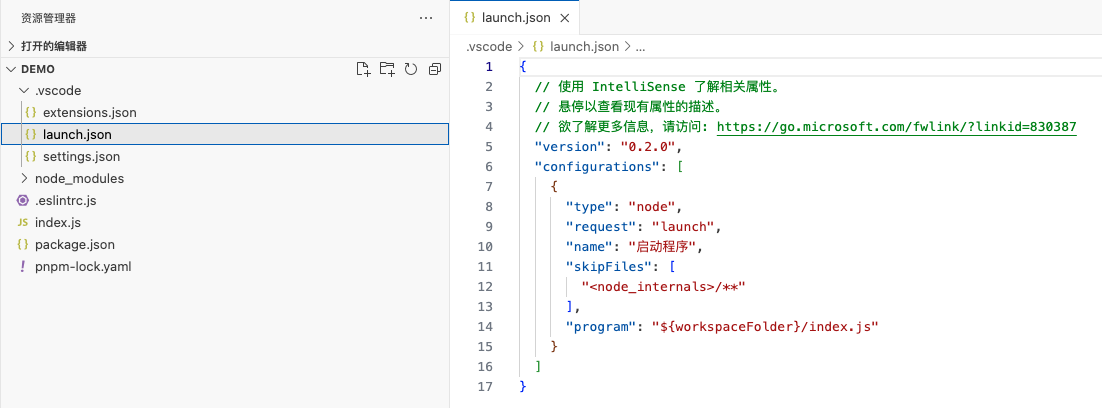 资源管理器
打开的编辑器
DEMO
.vscode
{} extensions.json
{} launch.json
{} settings.json
node_modules
.eslintrc.js
JS index.js
{} package.json
! pnpm-lock.yaml
{} launch.json
.vscode > {} launch.json > ...
1 {
2 // 使用 IntelliSense 了解相关属性。
3 // 悬停以查看现有属性的描述。
4 // 欲了解更多信息，请访问: https://go.microsoft.com/fwlink/?linkid=830387
5 "version": "0.2.0",
6 "configurations": [
7 {
8 "type": "node",
9 "request": "launch",
10 "name": "启动程序",
11 "skipFiles": [
12 "<node_internals>/**"
13 ],
14 "program": "${workspaceFolder}/index.js"
15 }
16 ]
17 }